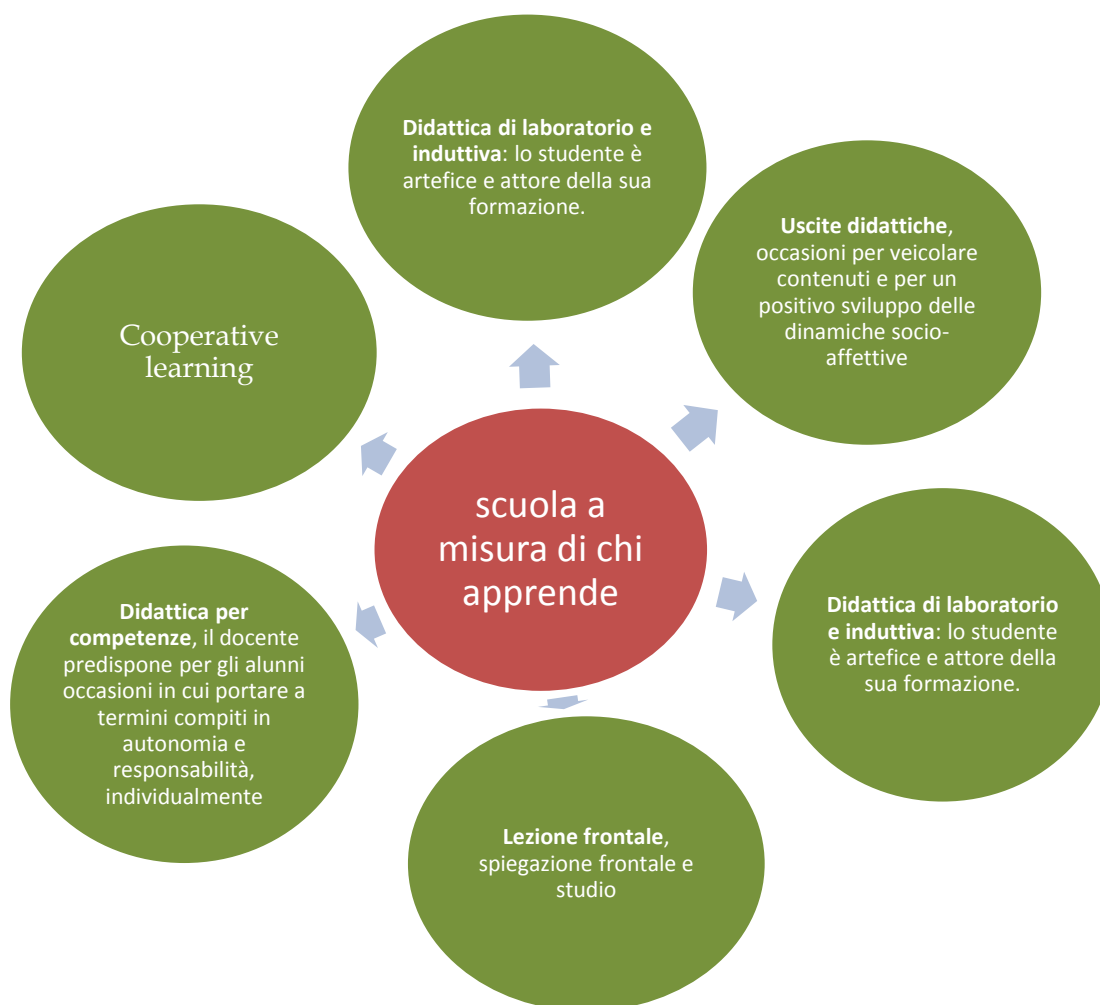 Didattica di laboratorio e
induttiva: lo studente è
artefice e attore della sua
formazione.
Uscite didattiche,
occasioni per veicolare
contenuti e per un
positivo sviluppo delle
dinamiche socio-
affettive
Cooperative
learning
scuola a
misura di chi
apprende
Didattica di laboratorio
e induttiva: lo studente
è artefice e attore della
sua formazione.
Didattica per
competenze, il docente
predispone per gli alunni
occasioni in cui portare a
termini compiti in
autonomia e
responsabilità,
individualmente
Lezione frontale,
spiegazione frontale e
studio